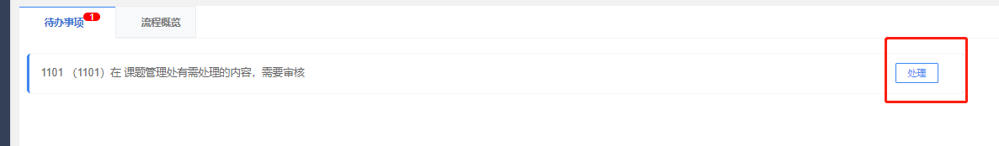 待办事项 1 流程概览
1101 （1101）在 课题管理处有需处理的内容，需要审核 处理